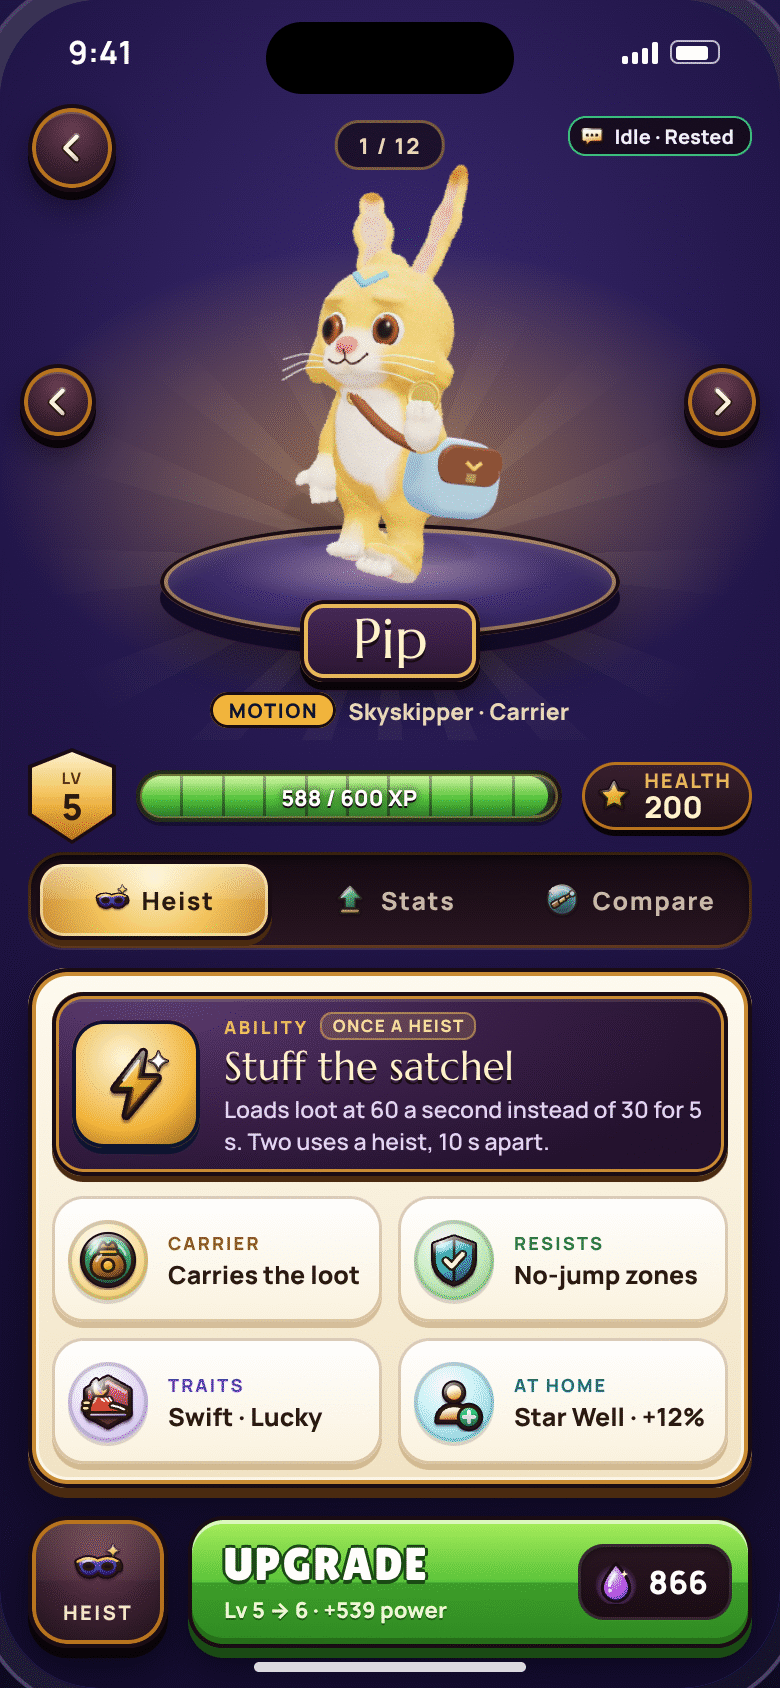 9:41
1 / 12
Idle · Rested
Pip
MOTION Skyskipper · Carrier
LV
5
588 / 600 XP
HEALTH
200
Heist
Stats
Compare
ABILITY ONCE A HEIST
Stuff the satchel
Loads loot at 60 a second instead of 30 for 5
s. Two uses a heist, 10 s apart.
CARRIER
Carries the loot
RESISTS
No-jump zones
TRAITS
Swift · Lucky
AT HOME
Star Well · +12%
HEIST
UPGRADE
Lv 5 → 6 · +539 power
866